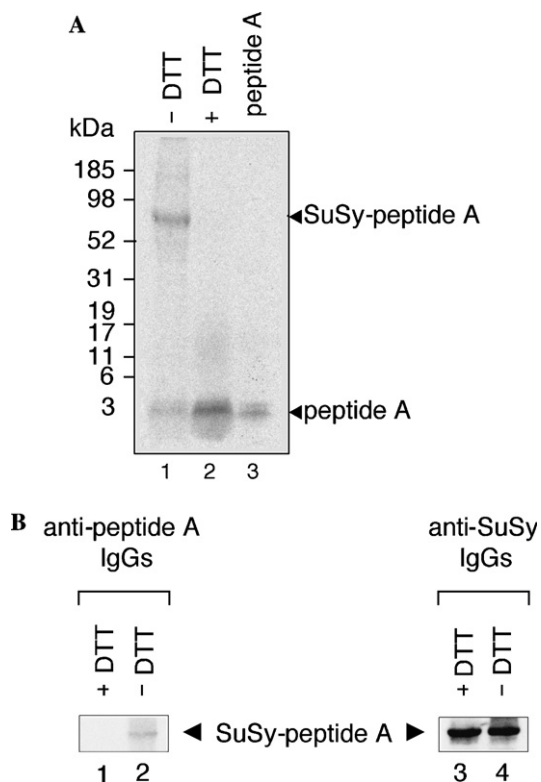 A
– DTT
+ DTT
peptide A
kDa
185
98
52
31
19
17
11
6
3
SuSy-peptide A
peptide A
1 2 3
B
anti-peptide A
IgGs
anti-SuSy
IgGs
+ DTT
– DTT
+ DTT
– DTT
SuSy-peptide A
1 2 3 4